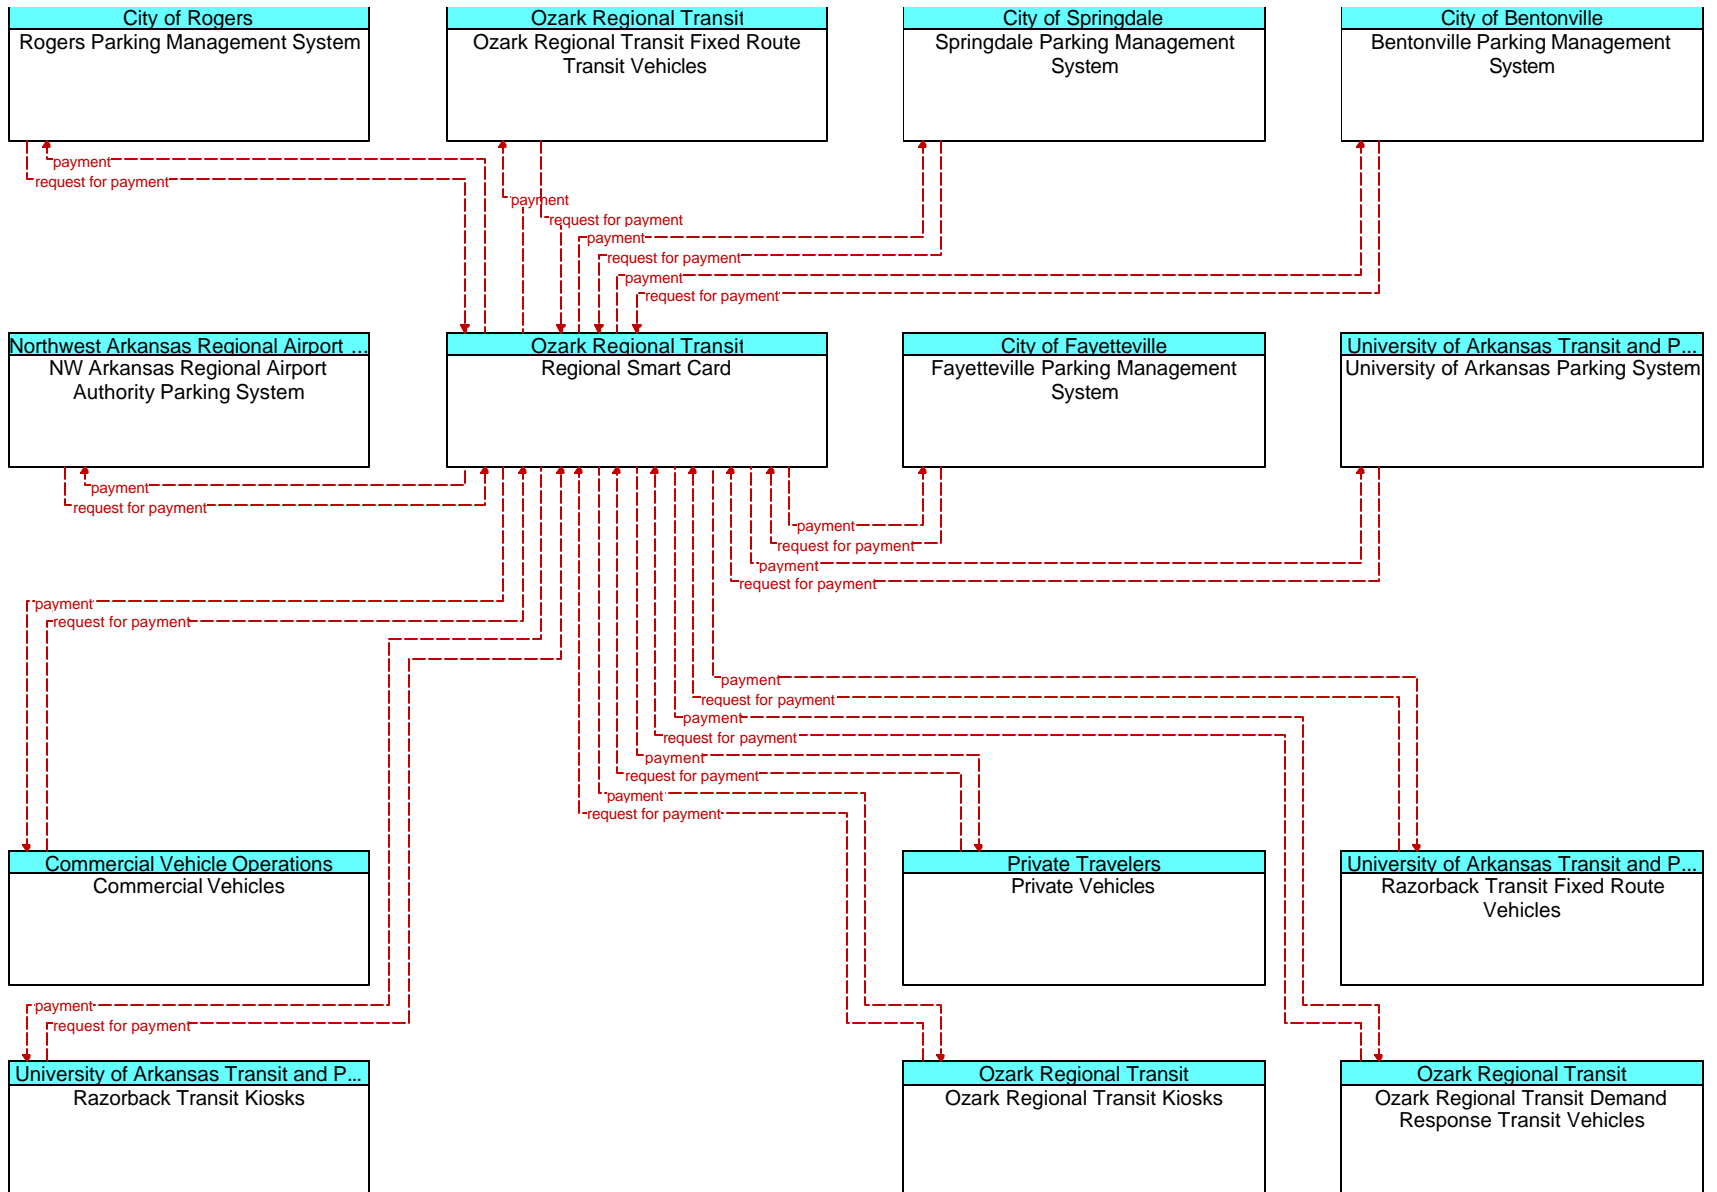 City of Rogers
Rogers Parking Management System
Ozark Regional Transit
Ozark Regional Transit Fixed Route
Transit Vehicles
City of Springdale
Springdale Parking Management
System
City of Bentonville
Bentonville Parking Management
System
payment
request for payment
payment
request for payment
payment
request for payment
payment
request for payment
Northwest Arkansas Regional Airport ...
NW Arkansas Regional Airport
Authority Parking System
Ozark Regional Transit
Regional Smart Card
City of Fayetteville
Fayetteville Parking Management
System
University of Arkansas Transit and P...
University of Arkansas Parking System
payment
request for payment
payment
request for payment
payment
request for payment
payment
request for payment
payment
request for payment
payment
request for payment
payment
request for payment
payment
request for payment
Commercial Vehicle Operations
Commercial Vehicles
Private Travelers
Private Vehicles
University of Arkansas Transit and P...
Razorback Transit Fixed Route
Vehicles
payment
request for payment
University of Arkansas Transit and P...
Razorback Transit Kiosks
Ozark Regional Transit
Ozark Regional Transit Kiosks
Ozark Regional Transit
Ozark Regional Transit Demand
Response Transit Vehicles